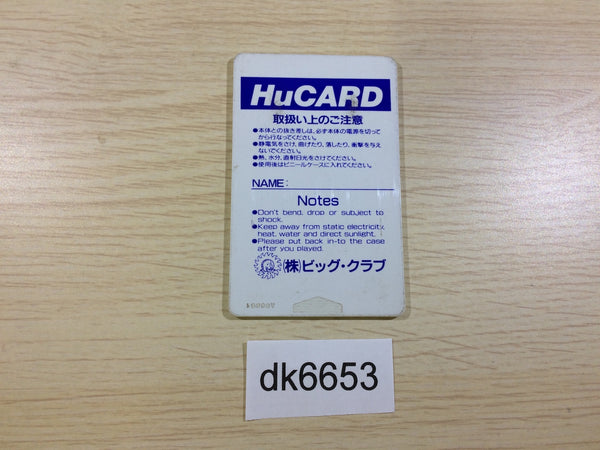 HuCARD
取扱い上のご注意
●本体との抜き差しは、必ず本体の電源を切って
から行なってください。
●静電気をさけ、曲げたり、落したり、衝撃を与え
ないでください。
●熱、水分、直射日光をさけてください。
●使用後はビニールケースに入れてください。
NAME:
Notes
●Don't bend, drop or subject to
shock.
●Keep away from static electricity,
heat, water and direct sunlight.
●Please put back in-to the case
after you played.
(株)ビッグ・クラブ
dk6653